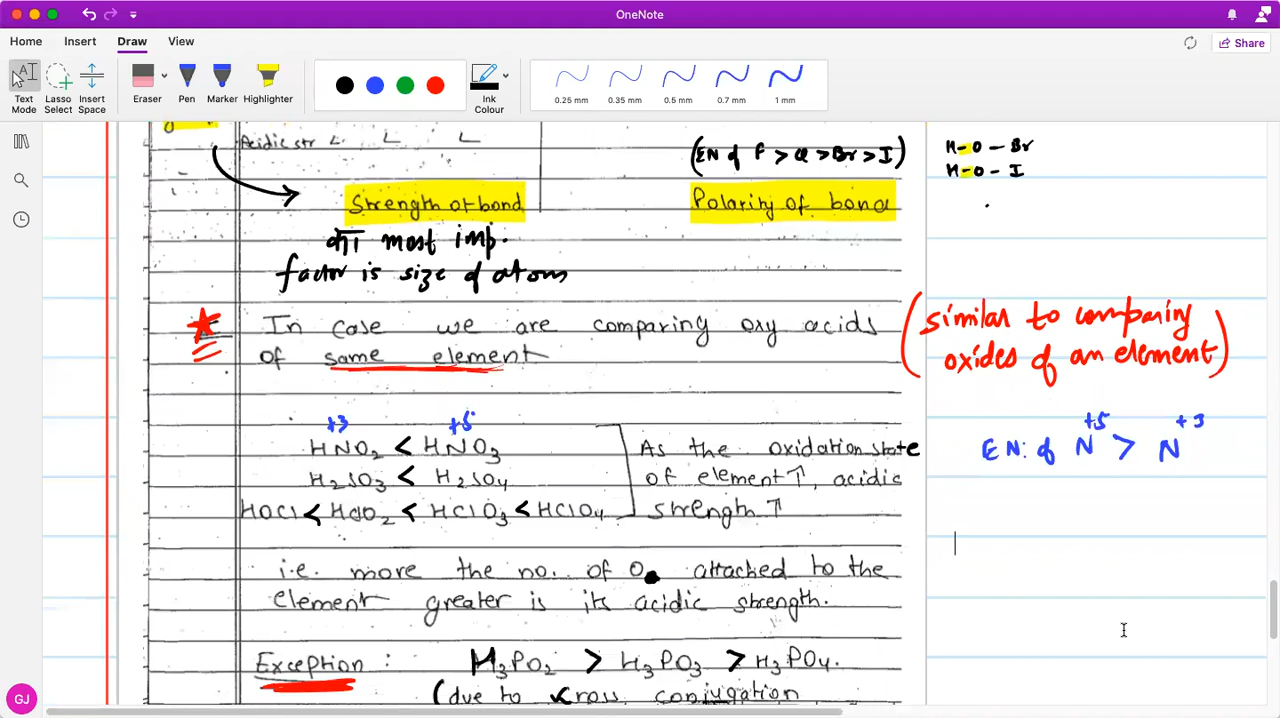 OneNote
Home Insert Draw View
Share
Text Mode
Lasso Select
Insert Space
Eraser
Pen
Marker
Highlighter
Ink Colour
0.25 mm 0.35 mm 0.5 mm 0.7 mm 1 mm
Acidic str
(EN of F > Cl > Br > I)
H-O-Br
H-O-I
Strength of bond
Polarity of bond
most imp.
factor is size of atoms
In case we are comparing oxy acids
of same element
(similar to comparing
oxides of an element)
+3 +5
HNO2 < HNO3
H2SO3 < H2SO4
HOCl < HClO2 < HClO3 < HClO4
As the oxidation state
of element ↑, acidic
strength ↑
+5 +3
EN: of N > N
i.e. more the no. of O attached to the
element greater is its acidic strength.
Exception : H3PO2 > H3PO3 > H3PO4.
(due to cross conjugation
GJ